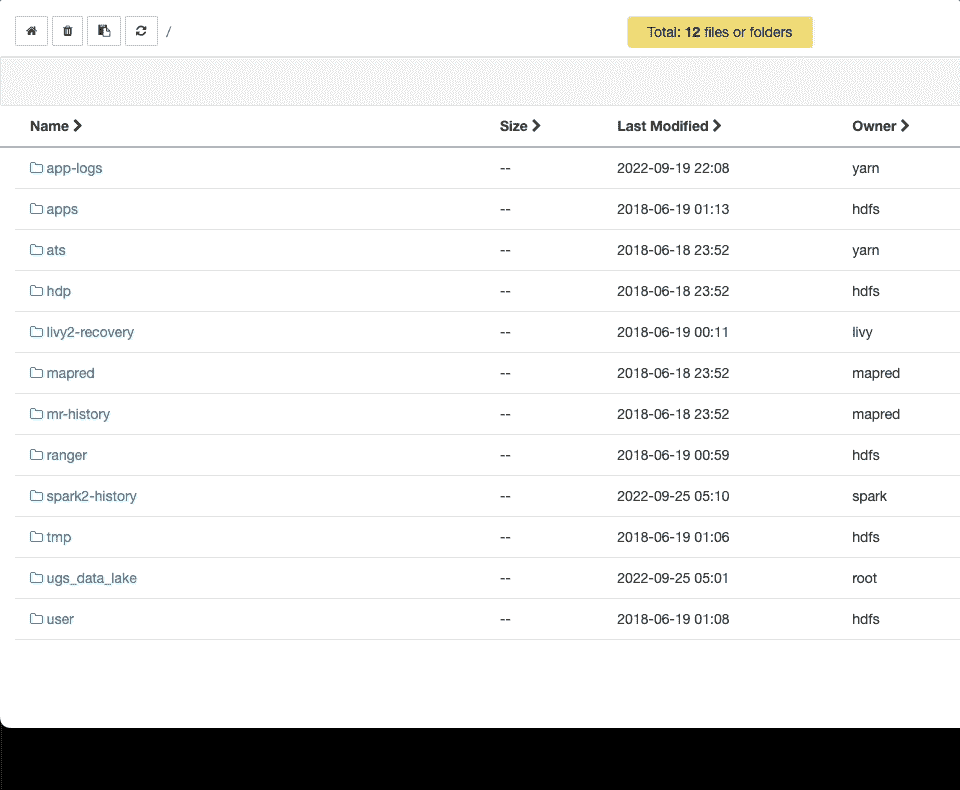 / Total: 12 files or folders
Name Size Last Modified Owner
app-logs -- 2022-09-19 22:08 yarn
apps -- 2018-06-19 01:13 hdfs
ats -- 2018-06-18 23:52 yarn
hdp -- 2018-06-18 23:52 hdfs
livy2-recovery -- 2018-06-19 00:11 livy
mapred -- 2018-06-18 23:52 mapred
mr-history -- 2018-06-18 23:52 mapred
ranger -- 2018-06-19 00:59 hdfs
spark2-history -- 2022-09-25 05:10 spark
tmp -- 2018-06-19 01:06 hdfs
ugs_data_lake -- 2022-09-25 05:01 root
user -- 2018-06-19 01:08 hdfs